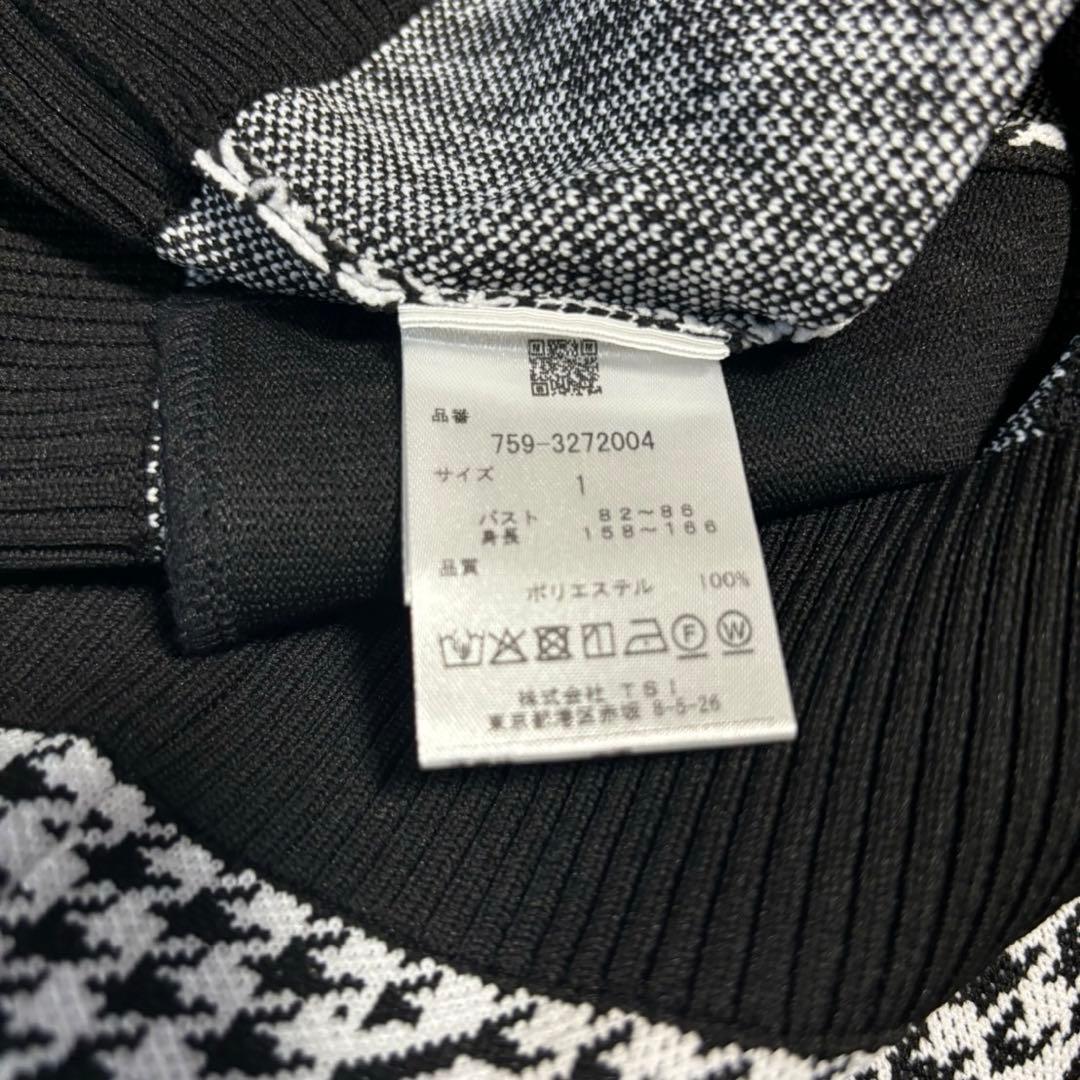 品番
759-3272004
サイズ
1
バスト 82～86
身長 158～166
品質
ポリエステル 100%
F W
株式会社 TSI
東京都港区赤坂 8-5-26